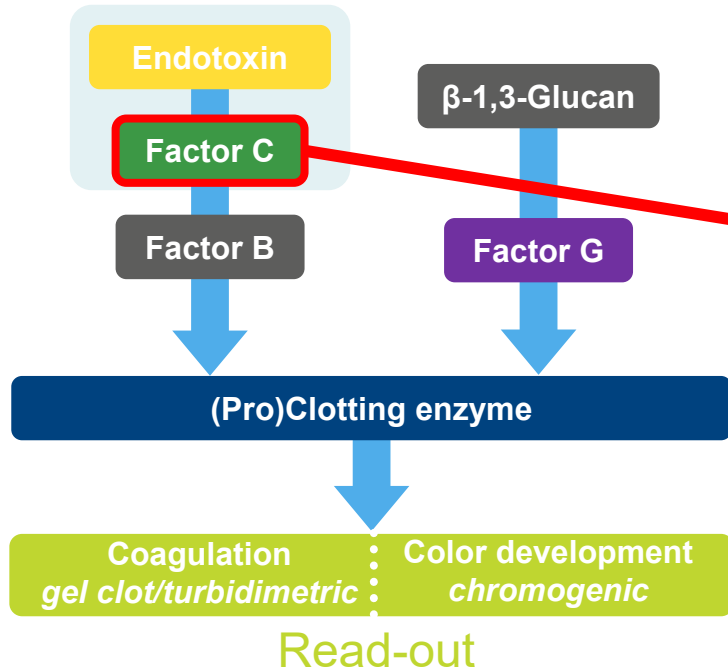 Endotoxin
β-1,3-Glucan
Factor C
Factor B
Factor G
(Pro)Clotting enzyme
Coagulation
gel clot/turbidimetric
Color development
chromogenic
Read-out